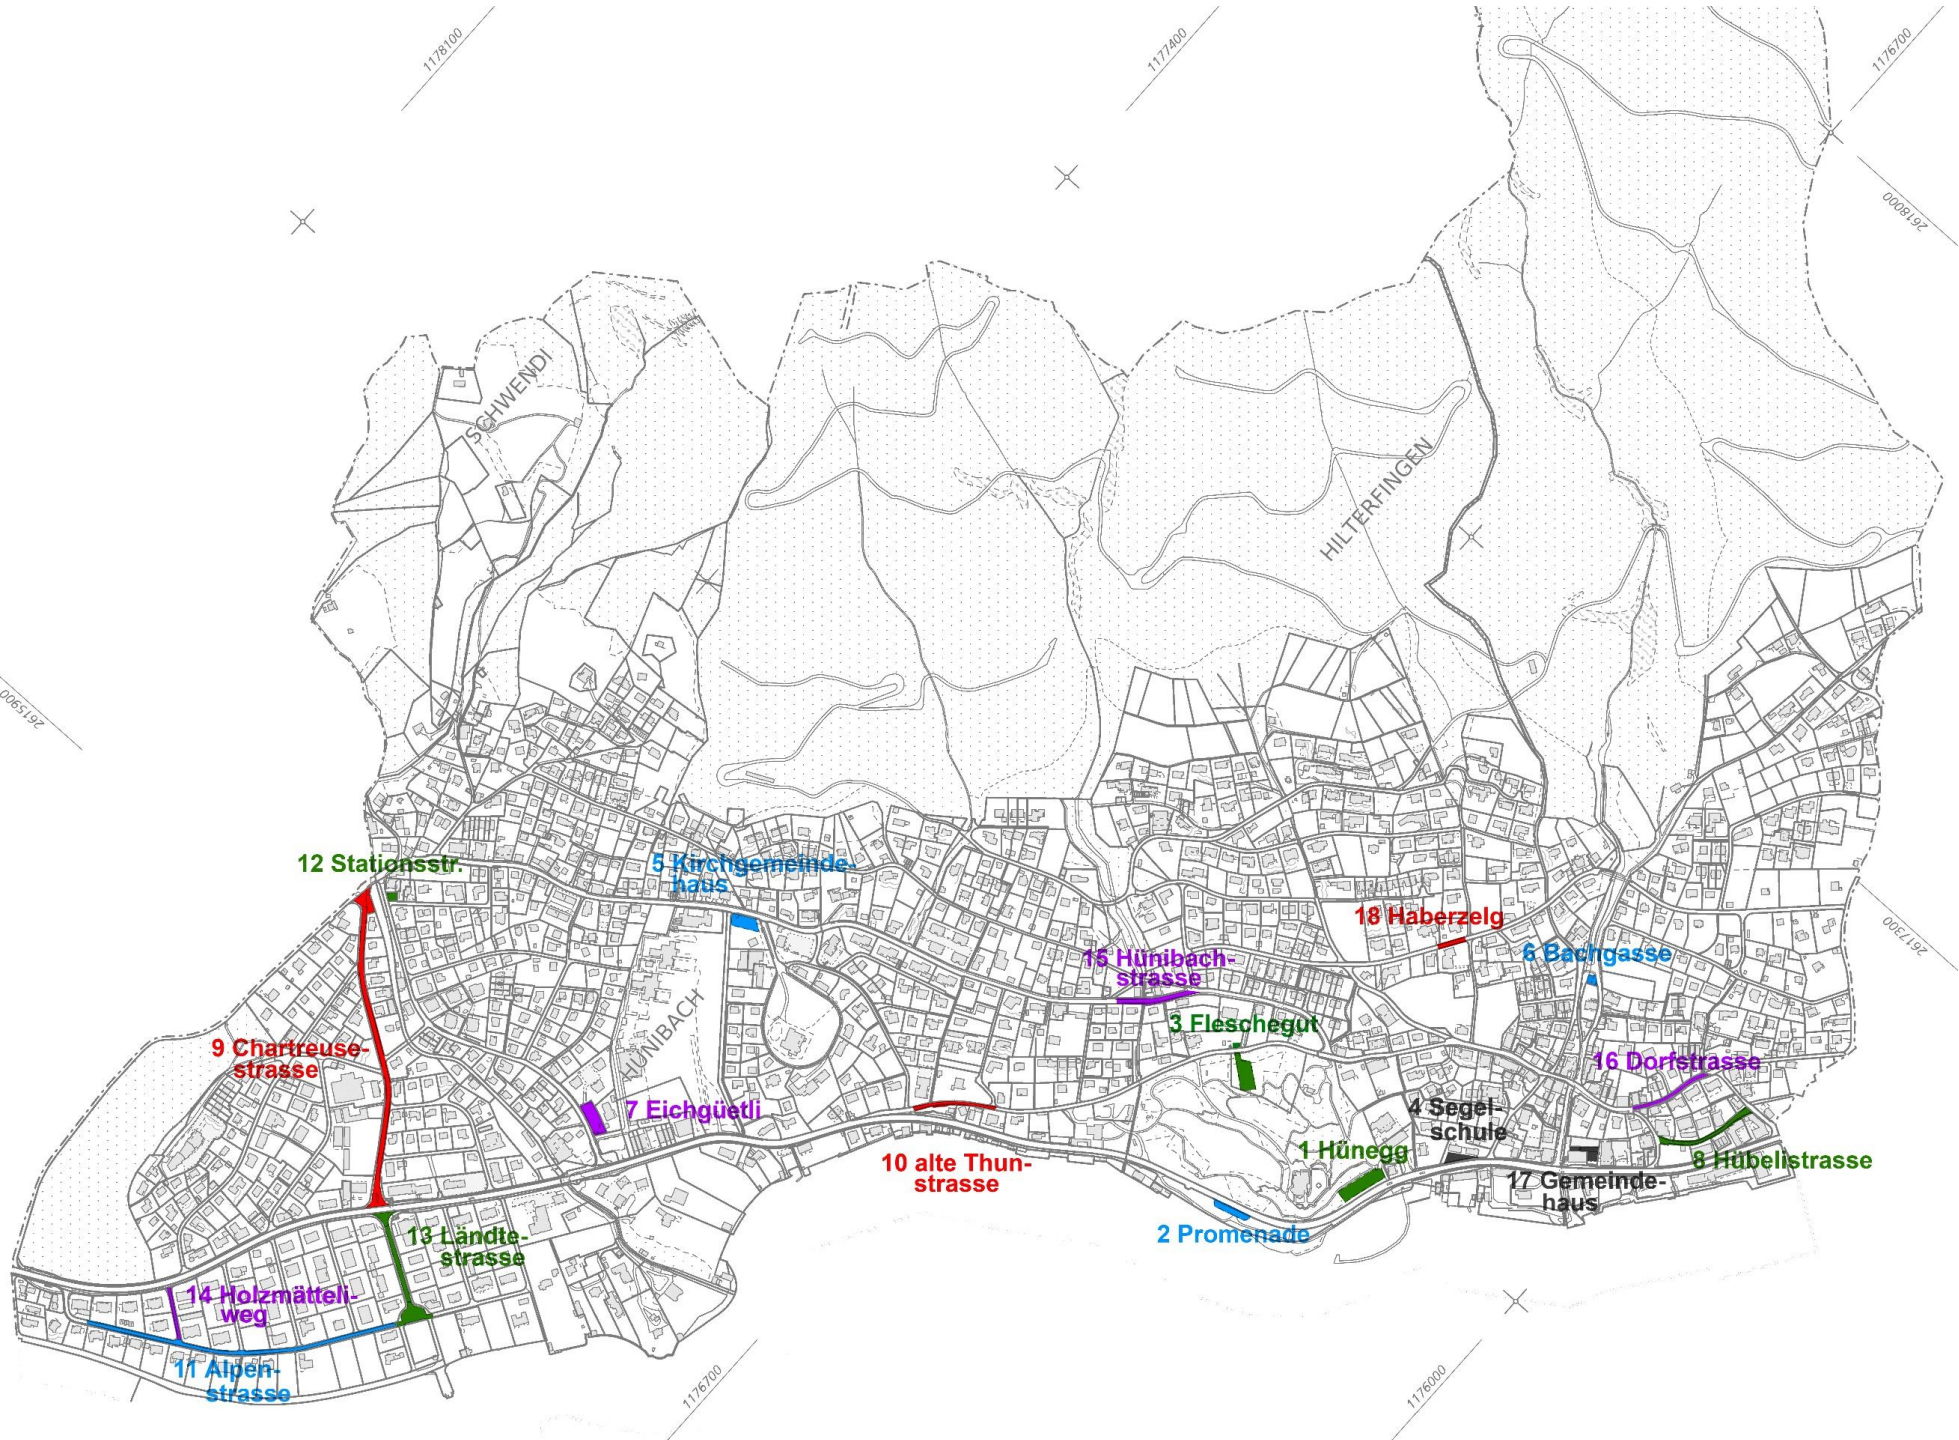 1178100
1177400
1176700
2618000
SCHWENDI
HILTERFINGEN
2615900
12 Stationsstr.
5 Kirchgemeinde-
haus
18 Haberzelg
2617300
6 Bachgasse
15 Hünibach-
strasse
HÜNIBACH
3 Fleschegut
9 Chartreuse-
strasse
16 Dorfstrasse
7 Eichgüetli
4 Segel-
schule
1 Hünegg
8 Hübelistrasse
10 alte Thun-
strasse
17 Gemeinde-
haus
2 Promenade
13 Ländte-
strasse
14 Holzmätteli-
weg
11 Alpen-
strasse
1176700
1176000